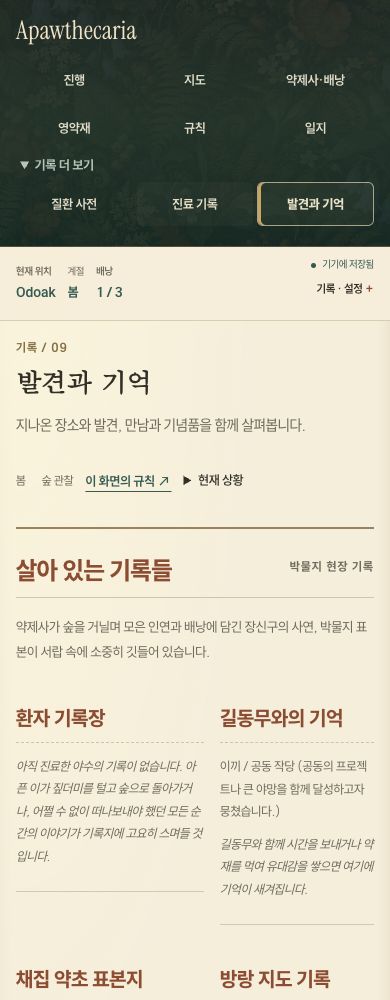 Apawthecaria
진행 지도 약제사·배낭
영약재 규칙 일지
▼ 기록 더 보기
질환 사전 진료 기록 발견과 기억
현재 위치 계절 배낭
Odoak 봄 1 / 3
● 기기에 저장됨
기록 · 설정 +
기록 / 09
발견과 기억
지나온 장소와 발견, 만남과 기념품을 함께 살펴봅니다.
봄 숲 관찰 이 화면의 규칙 ↗ ▶ 현재 상황
살아 있는 기록들
박물지 현장 기록
약제사가 숲을 거닐며 모은 인연과 배낭에 담긴 장신구의 사연, 박물지 표
본이 서랍 속에 소중히 깃들어 있습니다.
환자 기록장
아직 진료한 야수의 기록이 없습니다. 아
픈 이가 짚더미를 털고 숲으로 돌아가거
나, 어쩔 수 없이 떠나보내야 했던 모든 순
간의 이야기가 기록지에 고요히 스며들 것
입니다.
길동무와의 기억
이끼 / 공동 작당 (공동의 프로젝
트나 큰 야망을 함께 달성하고자
뭉쳤습니다.)
길동무와 함께 시간을 보내거나 약
재를 먹여 유대감을 쌓으면 여기에
기억이 새겨집니다.
채집 약초 표본지
방랑 지도 기록